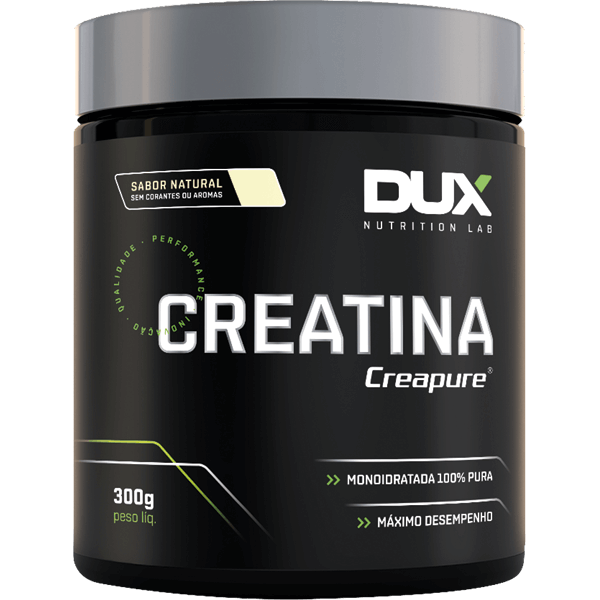 SABOR NATURAL
SEM CORANTES OU AROMAS
DUX
NUTRITION LAB
QUALIDADE · PERFORMANCE · INOVAÇÃO ·
CREATINA
Creapure®
300g
peso líq.
>> MONOIDRATADA 100% PURA
>> MÁXIMO DESEMPENHO